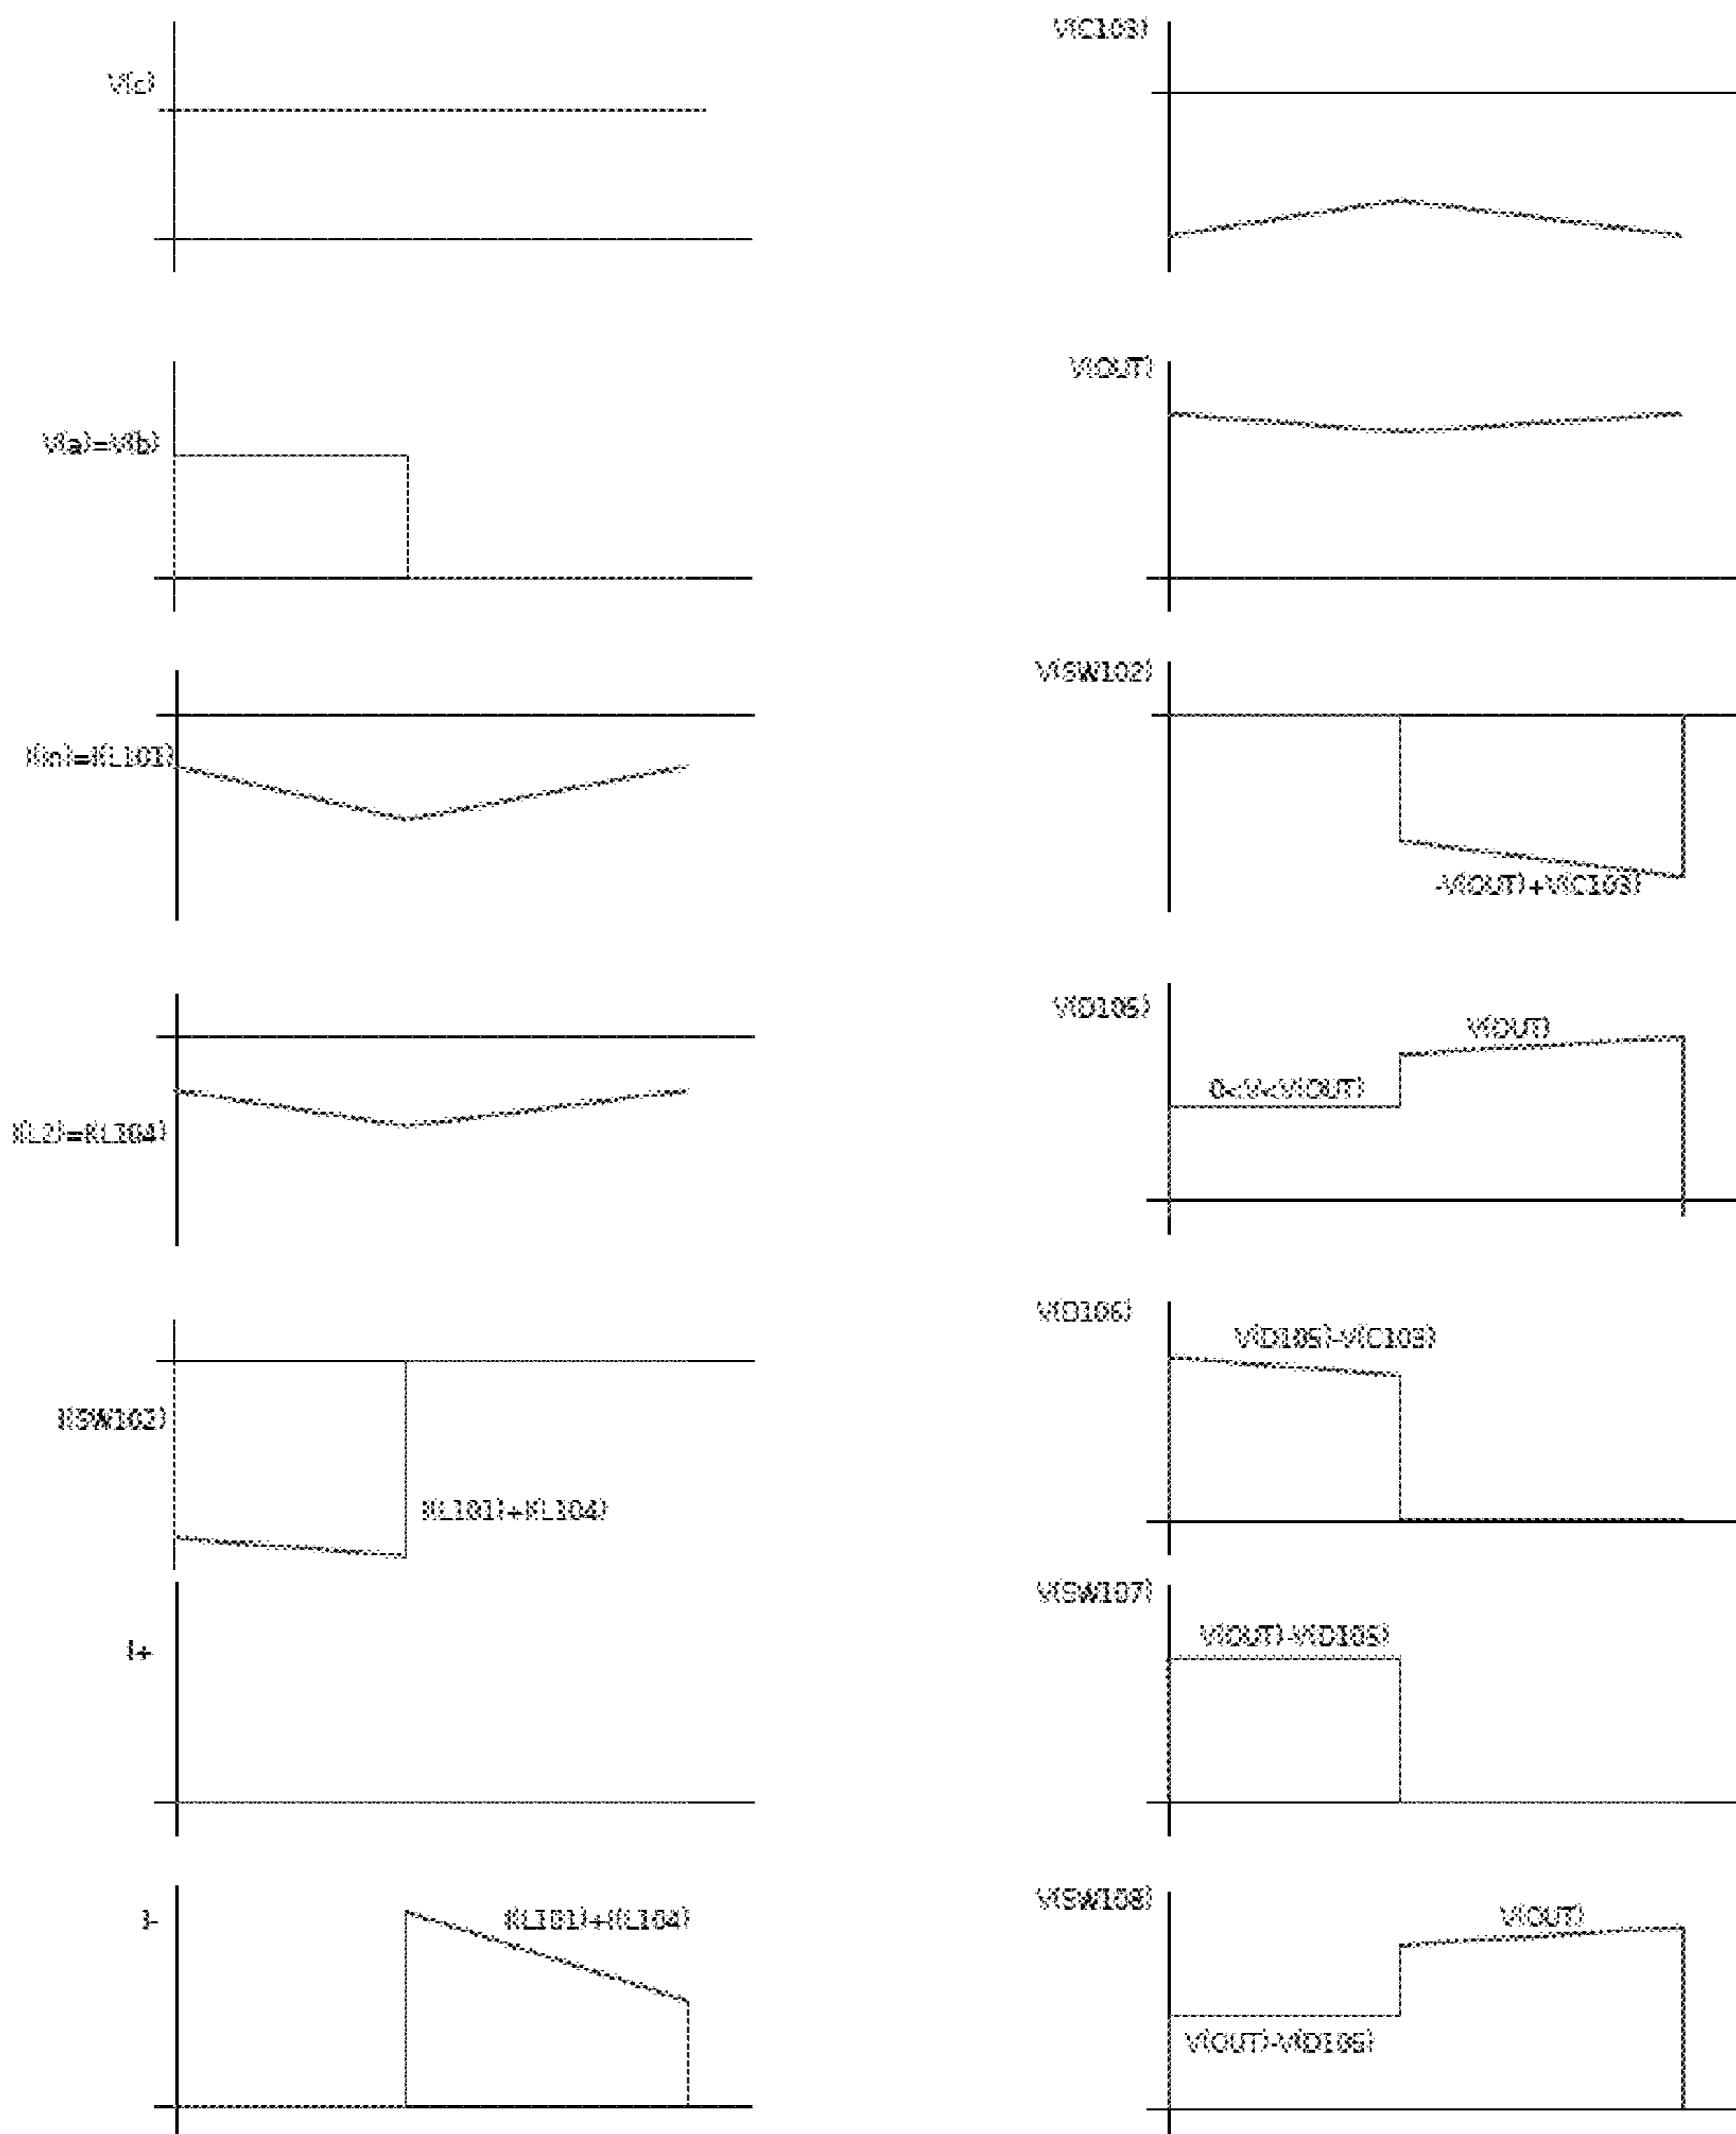 V(c)
V(a)=V(b)
I(in)=I(L101)
I(L2)=I(L104)
I(SW102)
I(L101)+I(L104)
I+
I-
I(L101)+I(L104)
V(C103)
V(OUT)
V(SW102)
-V(OUT)+V(C103)
V(D105)
0<V<V(OUT)
V(OUT)
V(D106)
V(D105)-V(C103)
V(SW107)
V(OUT)-V(D105)
V(SW108)
V(OUT)
V(OUT)-V(D106)